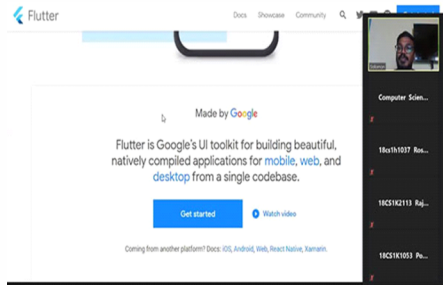 Flutter
Docs Showcase Community
Made by Google
Flutter is Google's UI toolkit for building beautiful,
natively compiled applications for mobile, web, and
desktop from a single codebase.
Get started
Watch video
Coming from another platform? Docs: iOS, Android, Web, React Native, Xamarin.
Computer Scien...
18cs1h1037 Ros...
18CS1K2113 Raj...
18CS1K1053 Po...